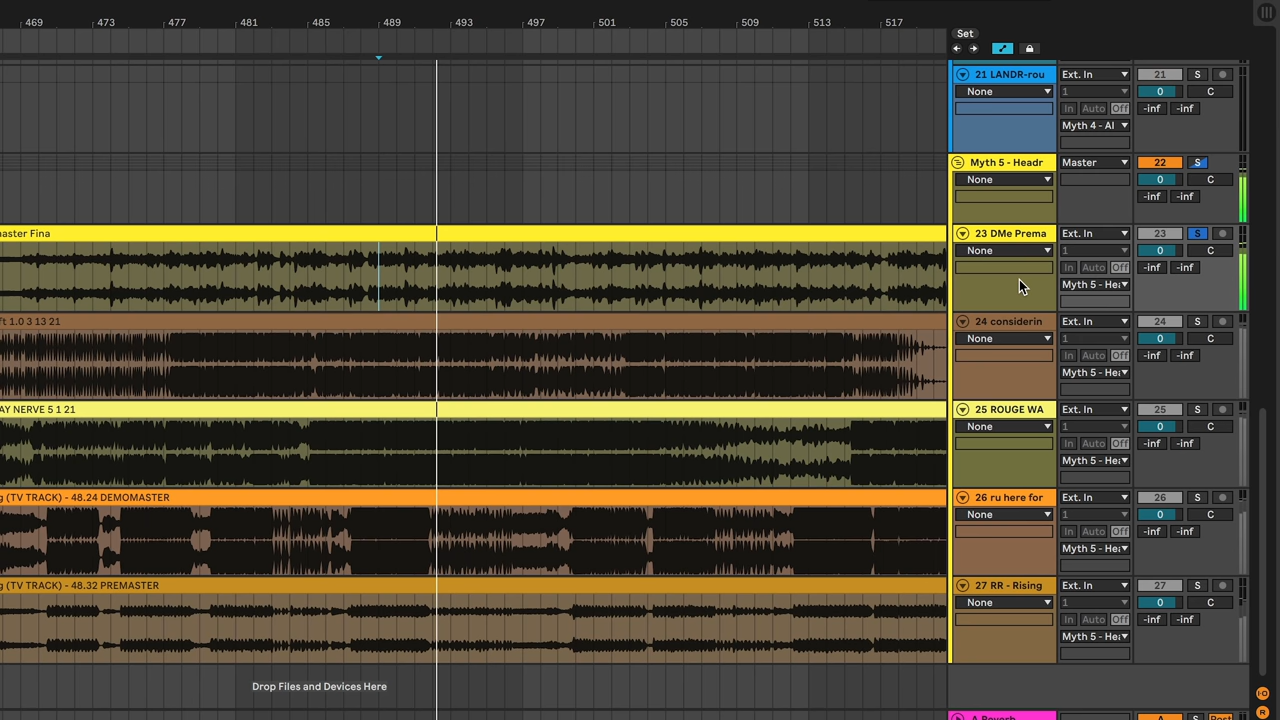 469 473 477 481 485 489 493 497 501 505 509 513 517
Set
21 LANDR-rou Ext. In 21 S
None 1 0 C
In Auto Off -inf -inf
Myth 4 - Al
Myth 5 - Headr Master 22 S
None 0 C
-inf -inf
naster Fina 23 DMe Prema Ext. In 23 S
None 1 0 C
In Auto Off -inf -inf
Myth 5 - He
ft 1.0 3 13 21 24 considerin Ext. In 24 S
None 1 0 C
In Auto Off -inf -inf
Myth 5 - He
AY NERVE 5 1 21 25 ROUGE WA Ext. In 25 S
None 1 0 C
In Auto Off -inf -inf
Myth 5 - He
g (TV TRACK) - 48.24 DEMOMASTER 26 ru here for Ext. In 26 S
None 1 0 C
In Auto Off -inf -inf
Myth 5 - He
g (TV TRACK) - 48.32 PREMASTER 27 RR - Rising Ext. In 27 S
None 1 0 C
In Auto Off -inf -inf
Myth 5 - He
Drop Files and Devices Here
I-O
R
A Reverb A S Post